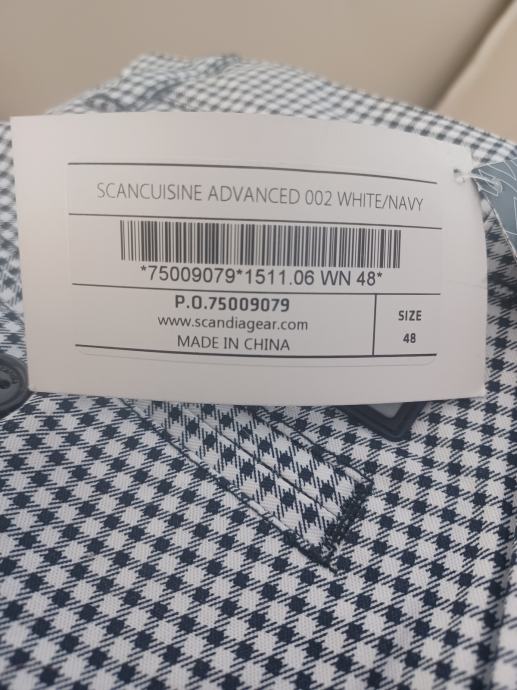 SCANCUISINE ADVANCED 002 WHITE/NAVY
*75009079*1511.06 WN 48*
P.O.75009079
www.scandiagear.com
MADE IN CHINA
SIZE
48